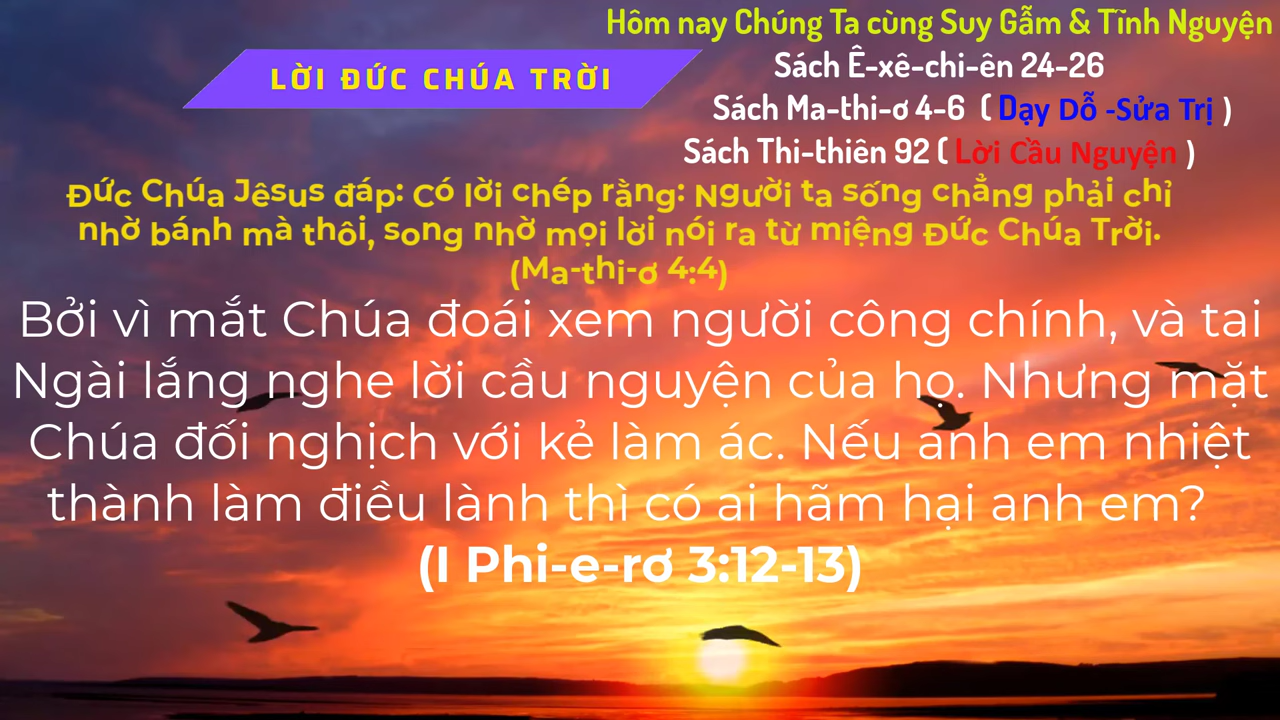 Hôm nay Chúng Ta cùng Suy Gẫm & Tĩnh Nguyện
LỜI ĐỨC CHÚA TRỜI
Sách Ê-xê-chi-ên 24-26
Sách Ma-thi-ơ 4-6 ( Dạy Dỗ -Sửa Trị )
Sách Thi-thiên 92 ( Lời Cầu Nguyện )
Đức Chúa Jêsus đáp: Có lời chép rằng: Người ta sống chẳng phải chỉ
nhờ bánh mà thôi, song nhờ mọi lời nói ra từ miệng Đức Chúa Trời.
(Ma-thi-ơ 4:4)
Bởi vì mắt Chúa đoái xem người công chính, và tai
Ngài lắng nghe lời cầu nguyện của họ. Nhưng mặt
Chúa đối nghịch với kẻ làm ác. Nếu anh em nhiệt
thành làm điều lành thì có ai hãm hại anh em?
(I Phi-e-rơ 3:12-13)